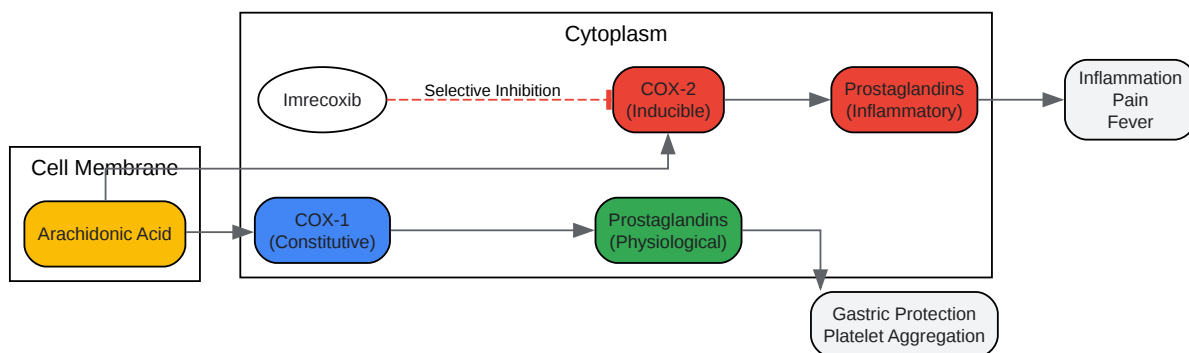 Cytoplasm
Imrecoxib
Selective Inhibition
COX-2
(Inducible)
Prostaglandins
(Inflammatory)
Inflammation
Pain
Fever
Cell Membrane
Arachidonic Acid
COX-1
(Constitutive)
Prostaglandins
(Physiological)
Gastric Protection
Platelet Aggregation